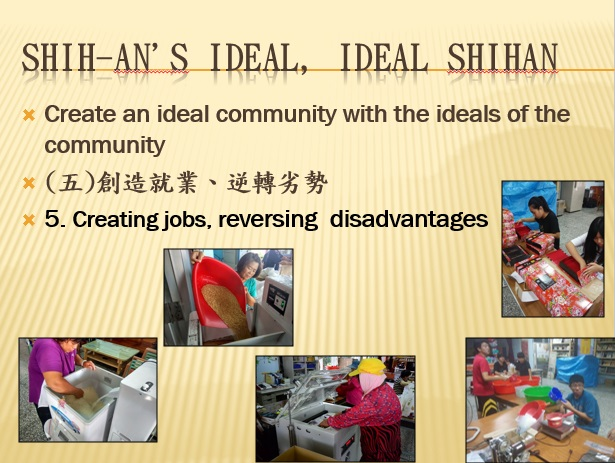 SHIH-AN'S IDEAL, IDEAL SHIHAN
Create an ideal community with the ideals of the
community
(五)創造就業、逆轉劣勢
5. Creating jobs, reversing disadvantages